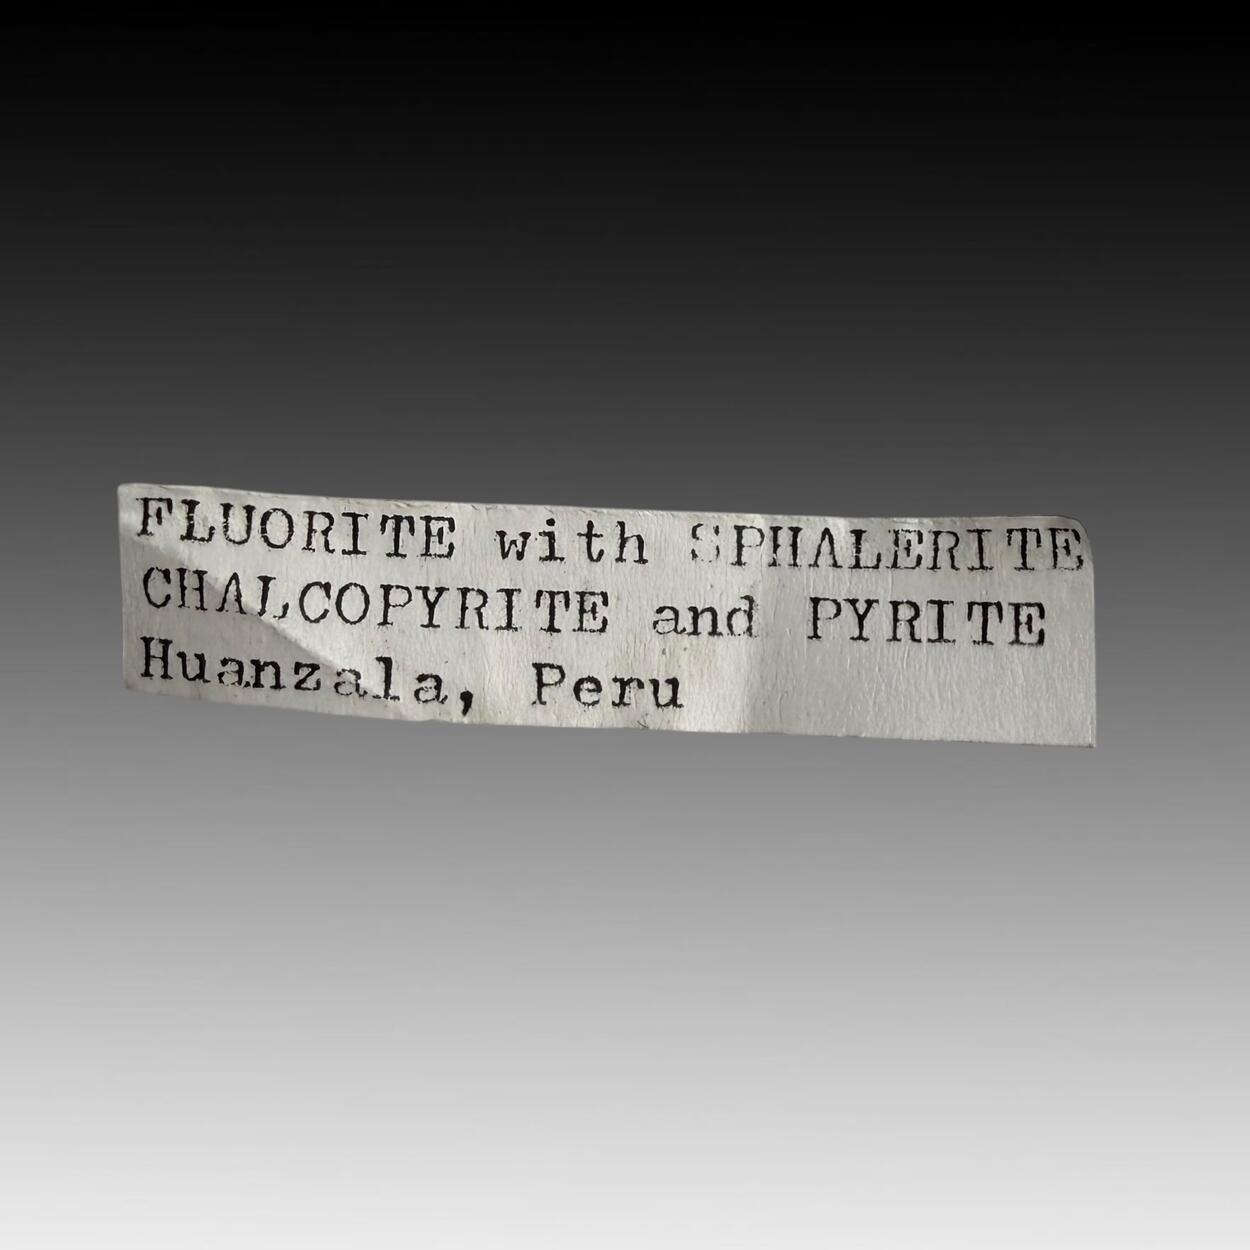 FLUORITE with SPHALERITE
CHALCOPYRITE and PYRITE
Huanzala, Peru